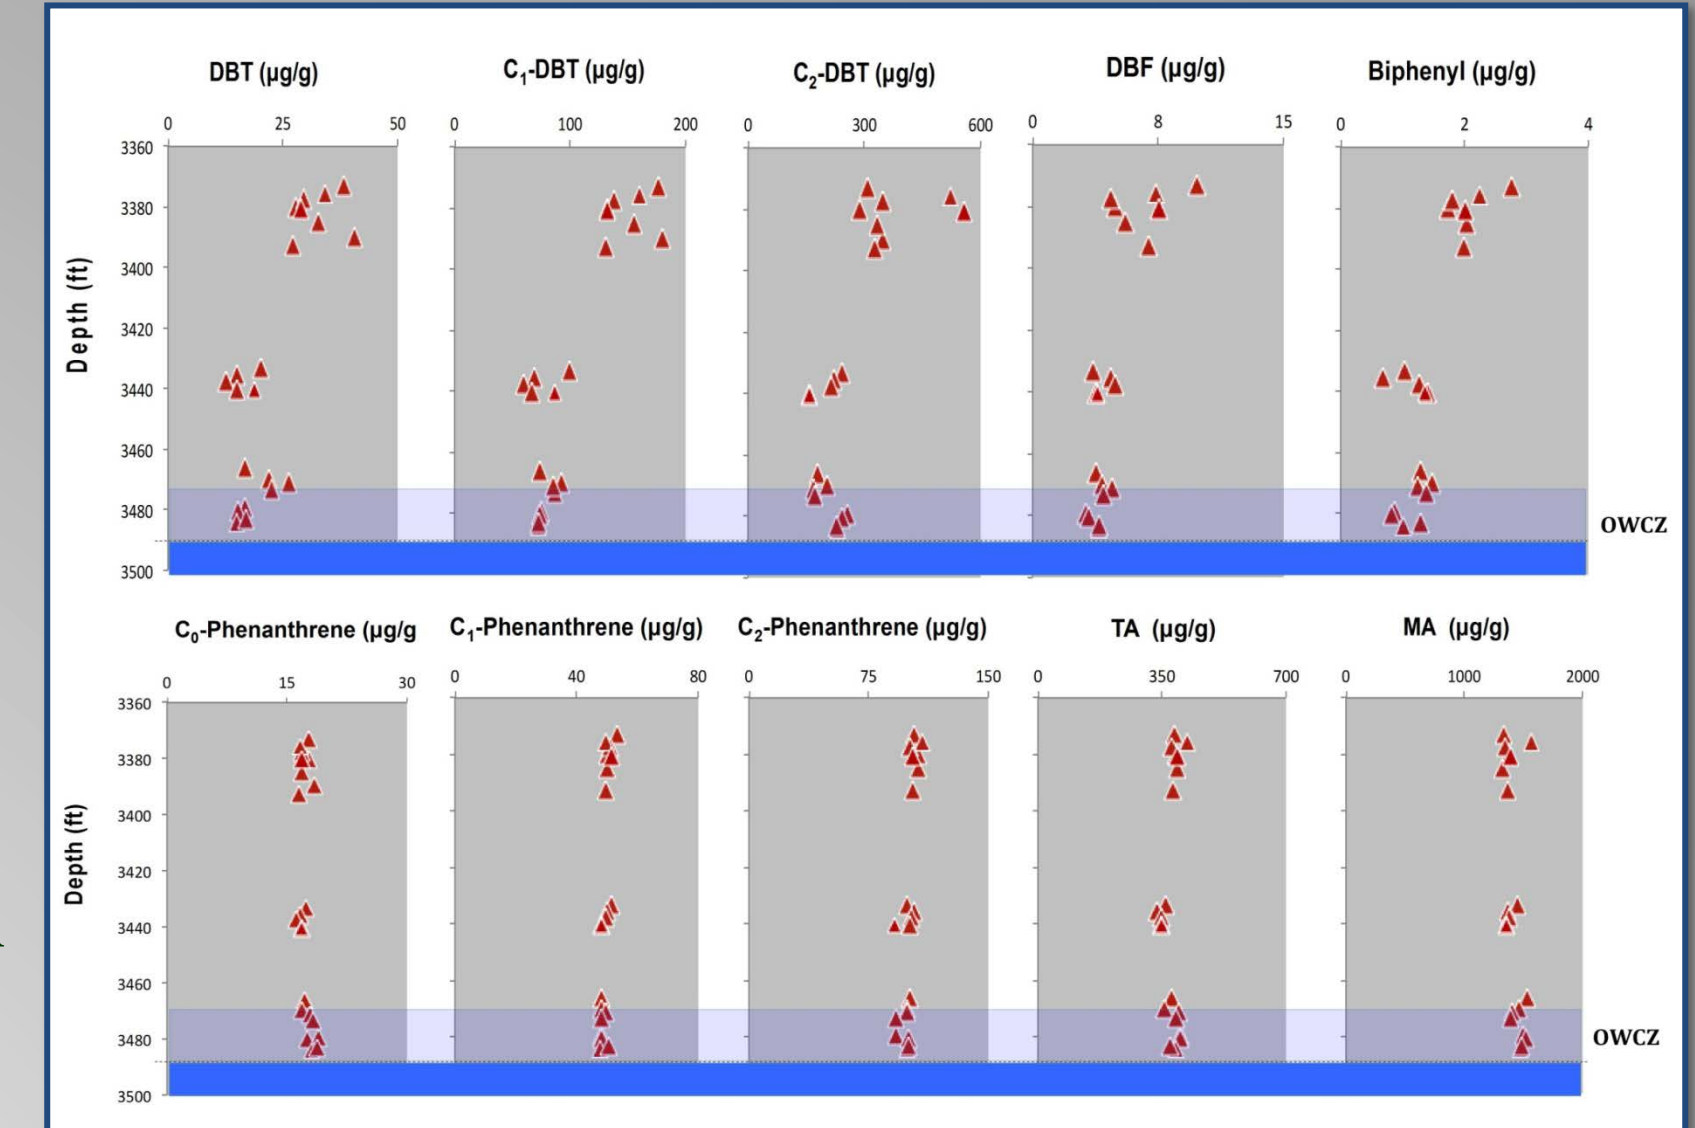 DBT (µg/g) C₁-DBT (µg/g) C₂-DBT (µg/g) DBF (µg/g) Biphenyl (µg/g)
0 25 50 0 100 200 0 300 600 0 8 15 0 2 4
3360
3380
3400
3420
3440
3460
3480
3500
Depth (ft)
OWCZ
C₀-Phenanthrene (µg/g C₁-Phenanthrene (µg/g) C₂-Phenanthrene (µg/g) TA (µg/g) MA (µg/g)
0 15 30 0 40 80 0 75 150 0 350 700 0 1000 2000
3360
3380
3400
3420
3440
3460
3480
3500
Depth (ft)
OWCZ